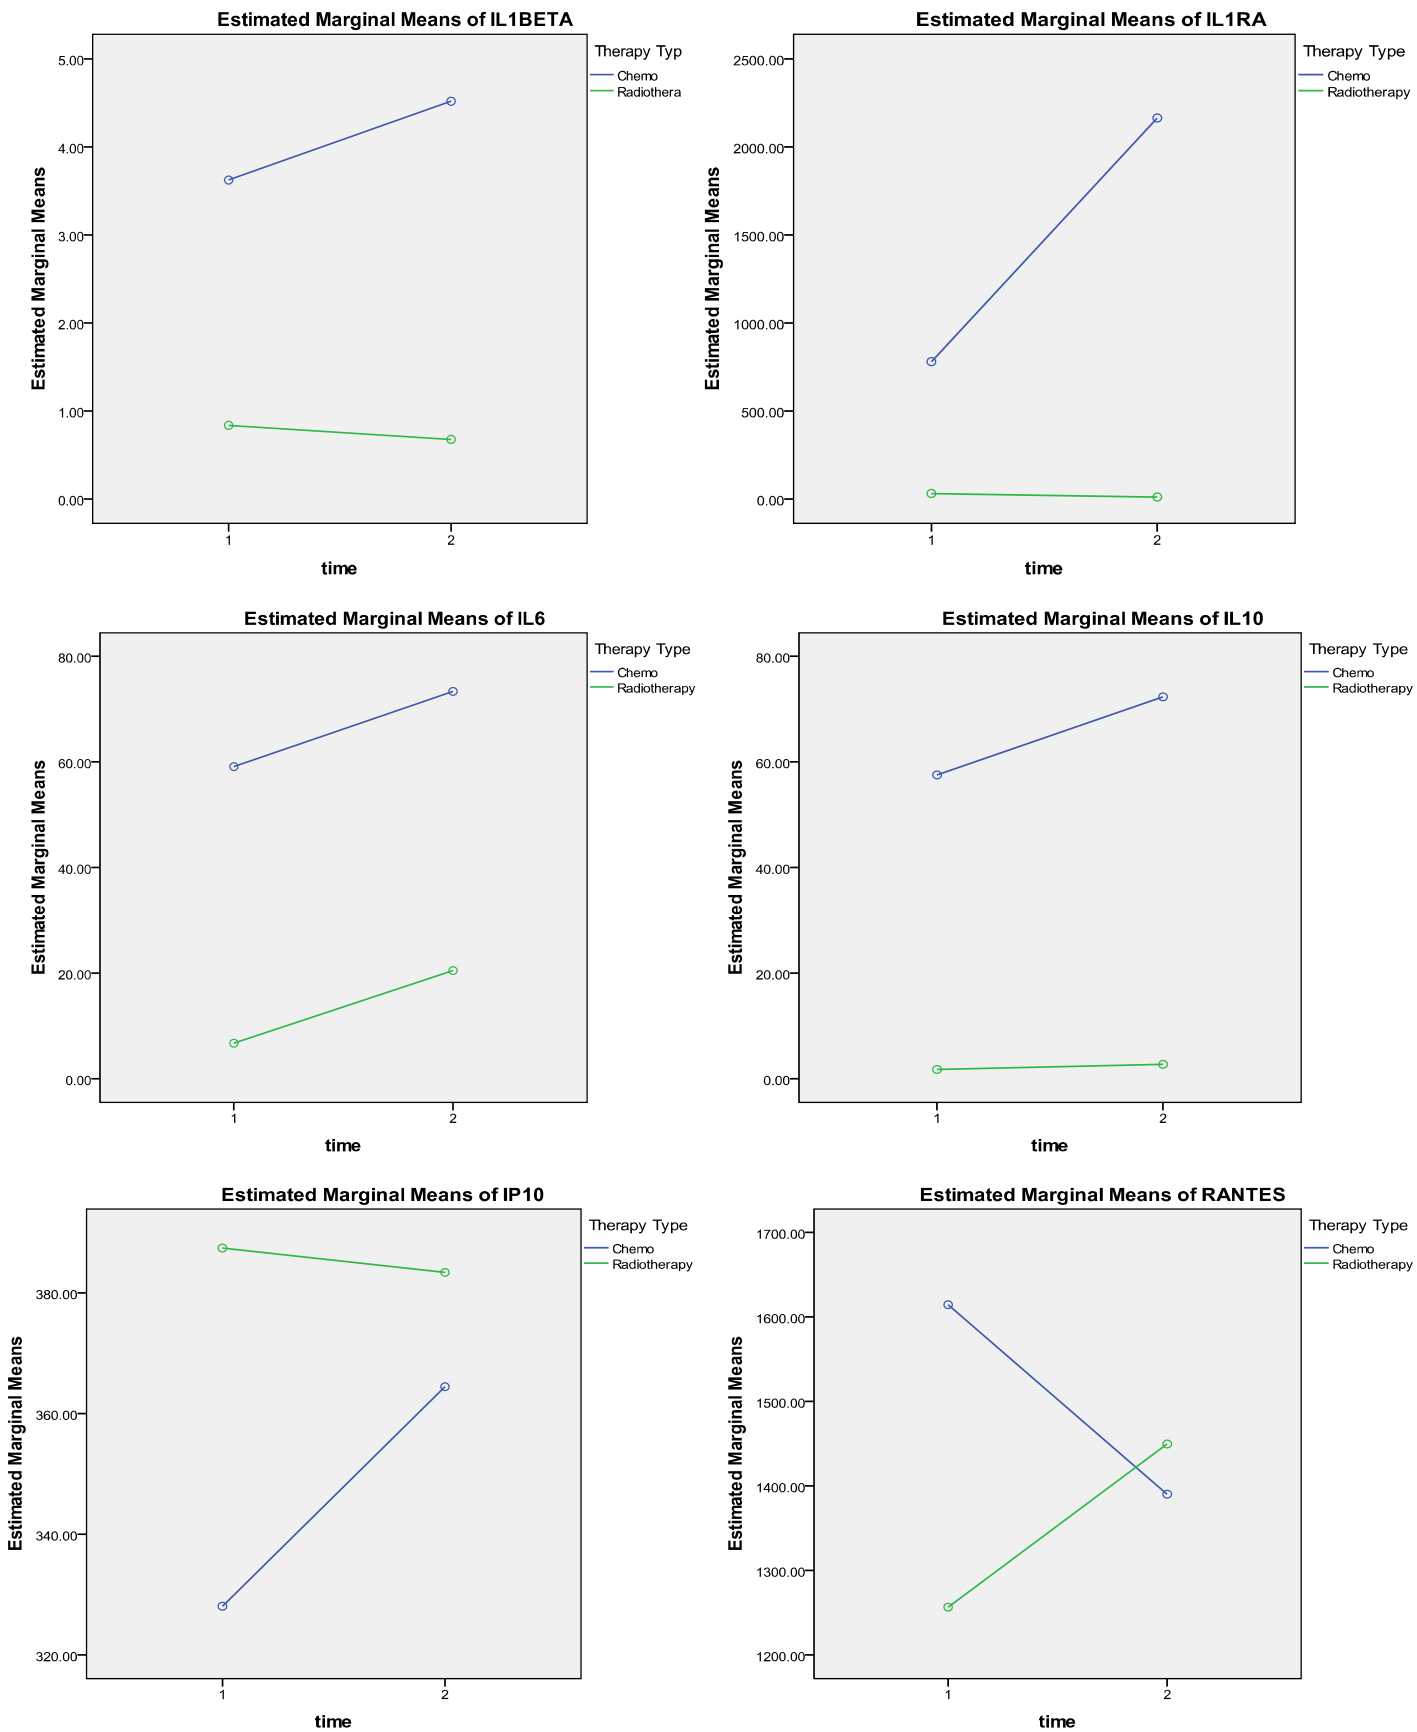 Estimated Marginal Means of IL1BETA
Estimated Marginal Means
5.00
4.00
3.00
2.00
1.00
0.00
1 2
time
Therapy Typ
Chemo
Radiothera
Estimated Marginal Means of IL1RA
Estimated Marginal Means
2500.00
2000.00
1500.00
1000.00
500.00
0.00
1 2
time
Therapy Type
Chemo
Radiotherapy
Estimated Marginal Means of IL6
Estimated Marginal Means
80.00
60.00
40.00
20.00
0.00
1 2
time
Therapy Type
Chemo
Radiotherapy
Estimated Marginal Means of IL10
Estimated Marginal Means
80.00
60.00
40.00
20.00
0.00
1 2
time
Therapy Type
Chemo
Radiotherapy
Estimated Marginal Means of IP10
Estimated Marginal Means
380.00
360.00
340.00
320.00
1 2
time
Therapy Type
Chemo
Radiotherapy
Estimated Marginal Means of RANTES
Estimated Marginal Means
1700.00
1600.00
1500.00
1400.00
1300.00
1200.00
1 2
time
Therapy Type
Chemo
Radiotherapy